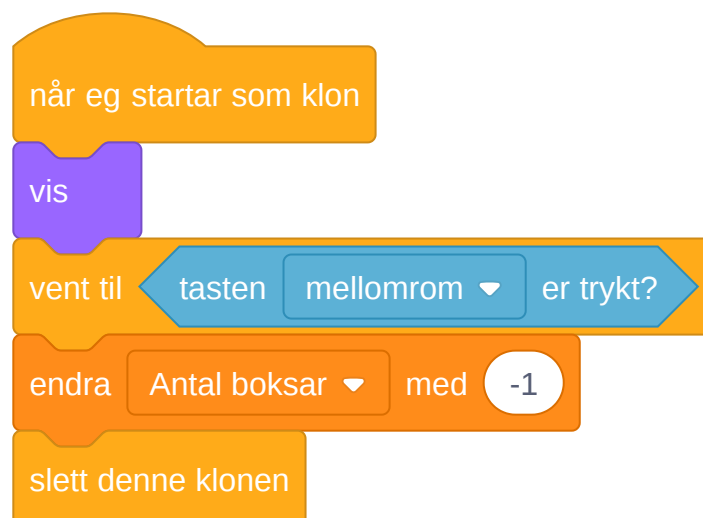 når eg startar som klon
vis
vent til tasten mellomrom er trykt?
endra Antal boksar med -1
slett denne klonen